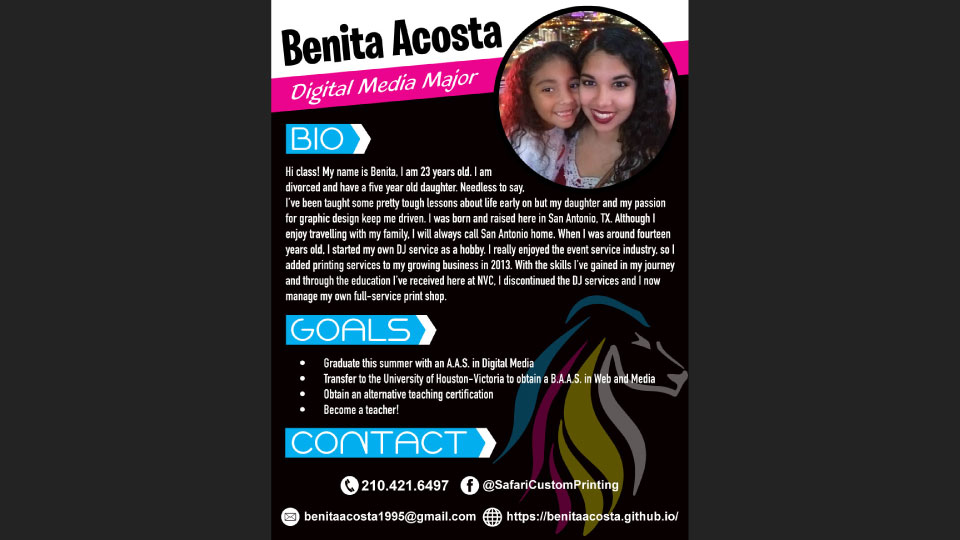 Benita Acosta
Digital Media Major
BIO
Hi class! My name is Benita, I am 23 years old. I am
divorced and have a five year old daughter. Needless to say,
I've been taught some pretty tough lessons about life early on but my daughter and my passion
for graphic design keep me driven. I was born and raised here in San Antonio, TX. Although I
enjoy travelling with my family, I will always call San Antonio home. When I was around fourteen
years old, I started my own DJ service as a hobby. I really enjoyed the event service industry, so I
added printing services to my growing business in 2013. With the skills I've gained in my journey
and through the education I've received here at NVC, I discontinued the DJ services and I now
manage my own full-service print shop.
GOALS
• Graduate this summer with an A.A.S. in Digital Media
• Transfer to the University of Houston-Victoria to obtain a B.A.A.S. in Web and Media
• Obtain an alternative teaching certification
• Become a teacher!
CONTACT
210.421.6497 @SafariCustomPrinting
benitaacosta1995@gmail.com https://benitaacosta.github.io/